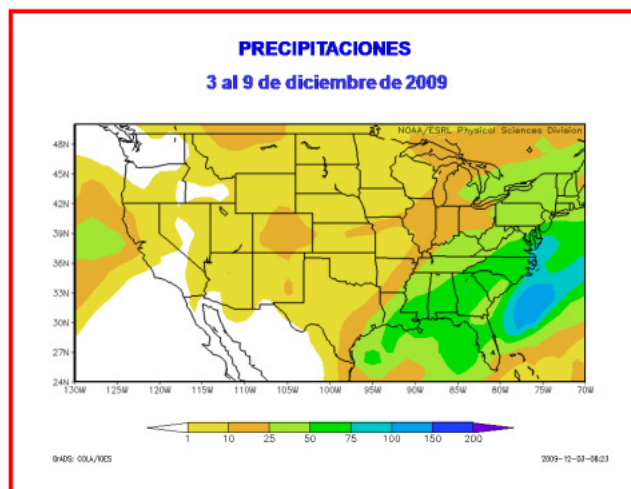 PRECIPITACIONES
3 al 9 de diciembre de 2009
NOAA/ESRL Physical Sciences Division
48N
45N
42N
39N
36N
33N
30N
27N
24N
130W 125W 120W 115W 110W 105W 100W 95W 90W 85W 80W 75W 70W
1 10 25 50 75 100 150 200
GrADS: COLA/IGES 2009-12-03-08:23